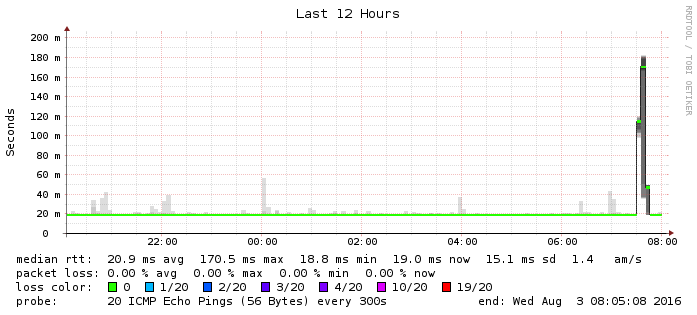 Last 12 Hours
RRDTOOL / TOBI OETIKER
Seconds
200 m
180 m
160 m
140 m
120 m
100 m
80 m
60 m
40 m
20 m
0
22:00 00:00 02:00 04:00 06:00 08:00
median rtt: 20.9 ms avg 170.5 ms max 18.8 ms min 19.0 ms now 15.1 ms sd 1.4 am/s
packet loss: 0.00 % avg 0.00 % max 0.00 % min 0.00 % now
loss color: 0 1/20 2/20 3/20 4/20 10/20 19/20
probe: 20 ICMP Echo Pings (56 Bytes) every 300s end: Wed Aug 3 08:05:08 2016